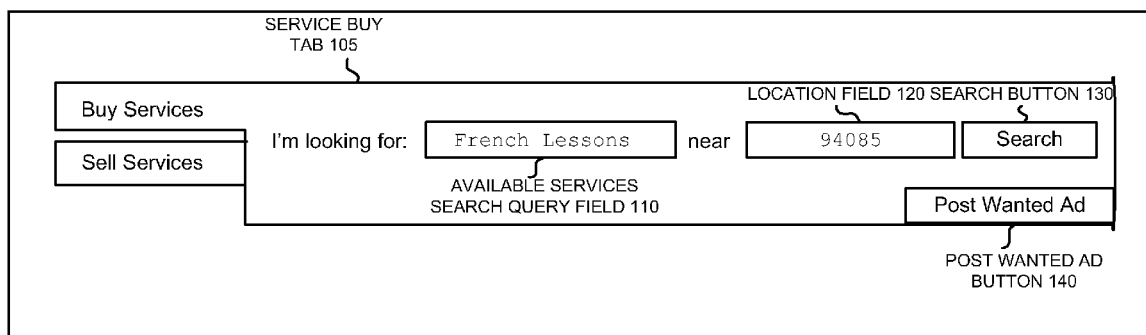 SERVICE BUY
TAB 105
Buy Services
LOCATION FIELD 120 SEARCH BUTTON 130
I'm looking for: French Lessons near 94085 Search
Sell Services
AVAILABLE SERVICES
SEARCH QUERY FIELD 110
Post Wanted Ad
POST WANTED AD
BUTTON 140